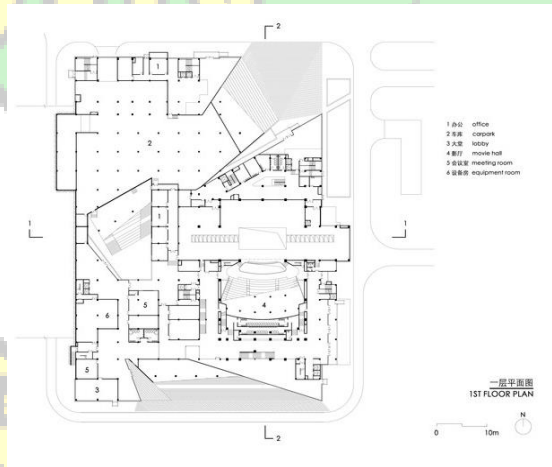 2
1
2
1 办公 office
2 车库 carpark
3 大堂 lobby
4 影厅 movie hall
5 会议室 meeting room
6 设备房 equipment room
1
1
1
5
6
4
5
3
一层平面图
1ST FLOOR PLAN
N
0 10m
2